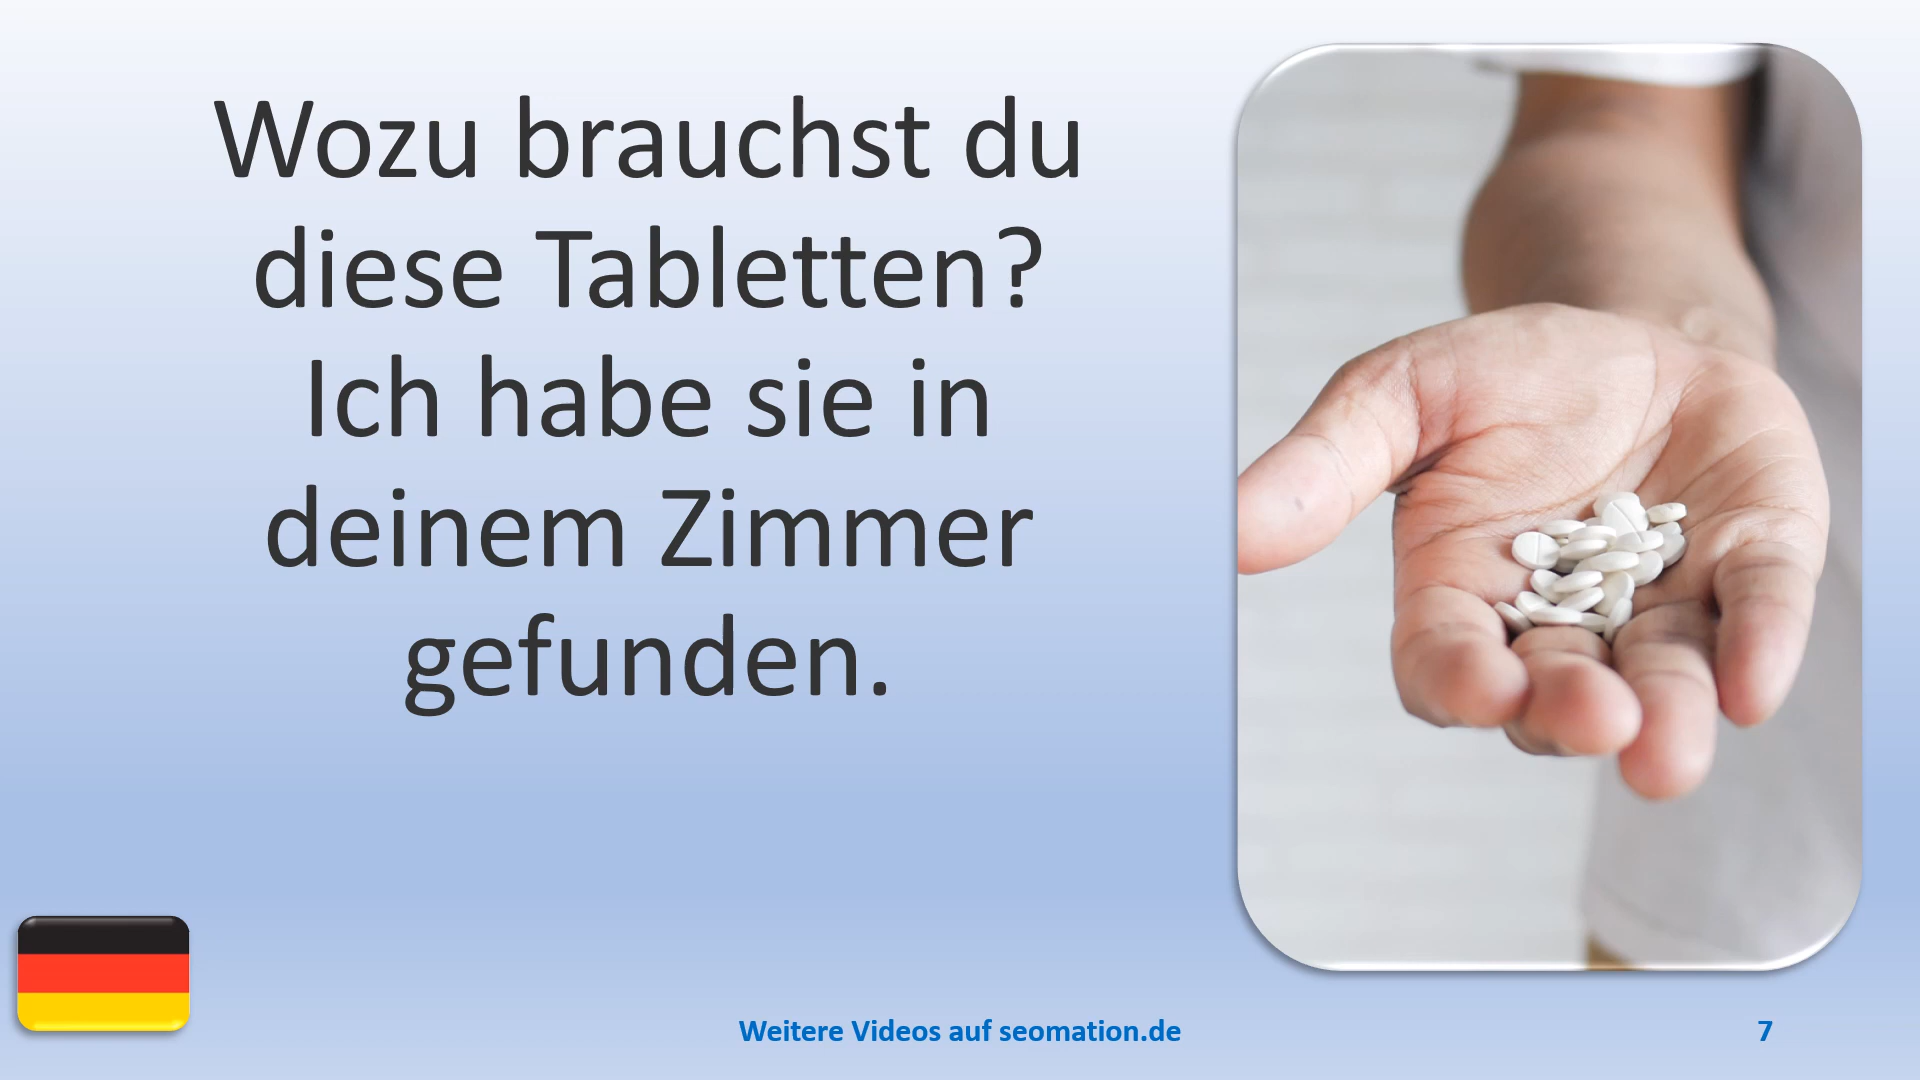 Wozu brauchst du
diese Tabletten?
Ich habe sie in
deinem Zimmer
gefunden.
Weitere Videos auf seomation.de
7